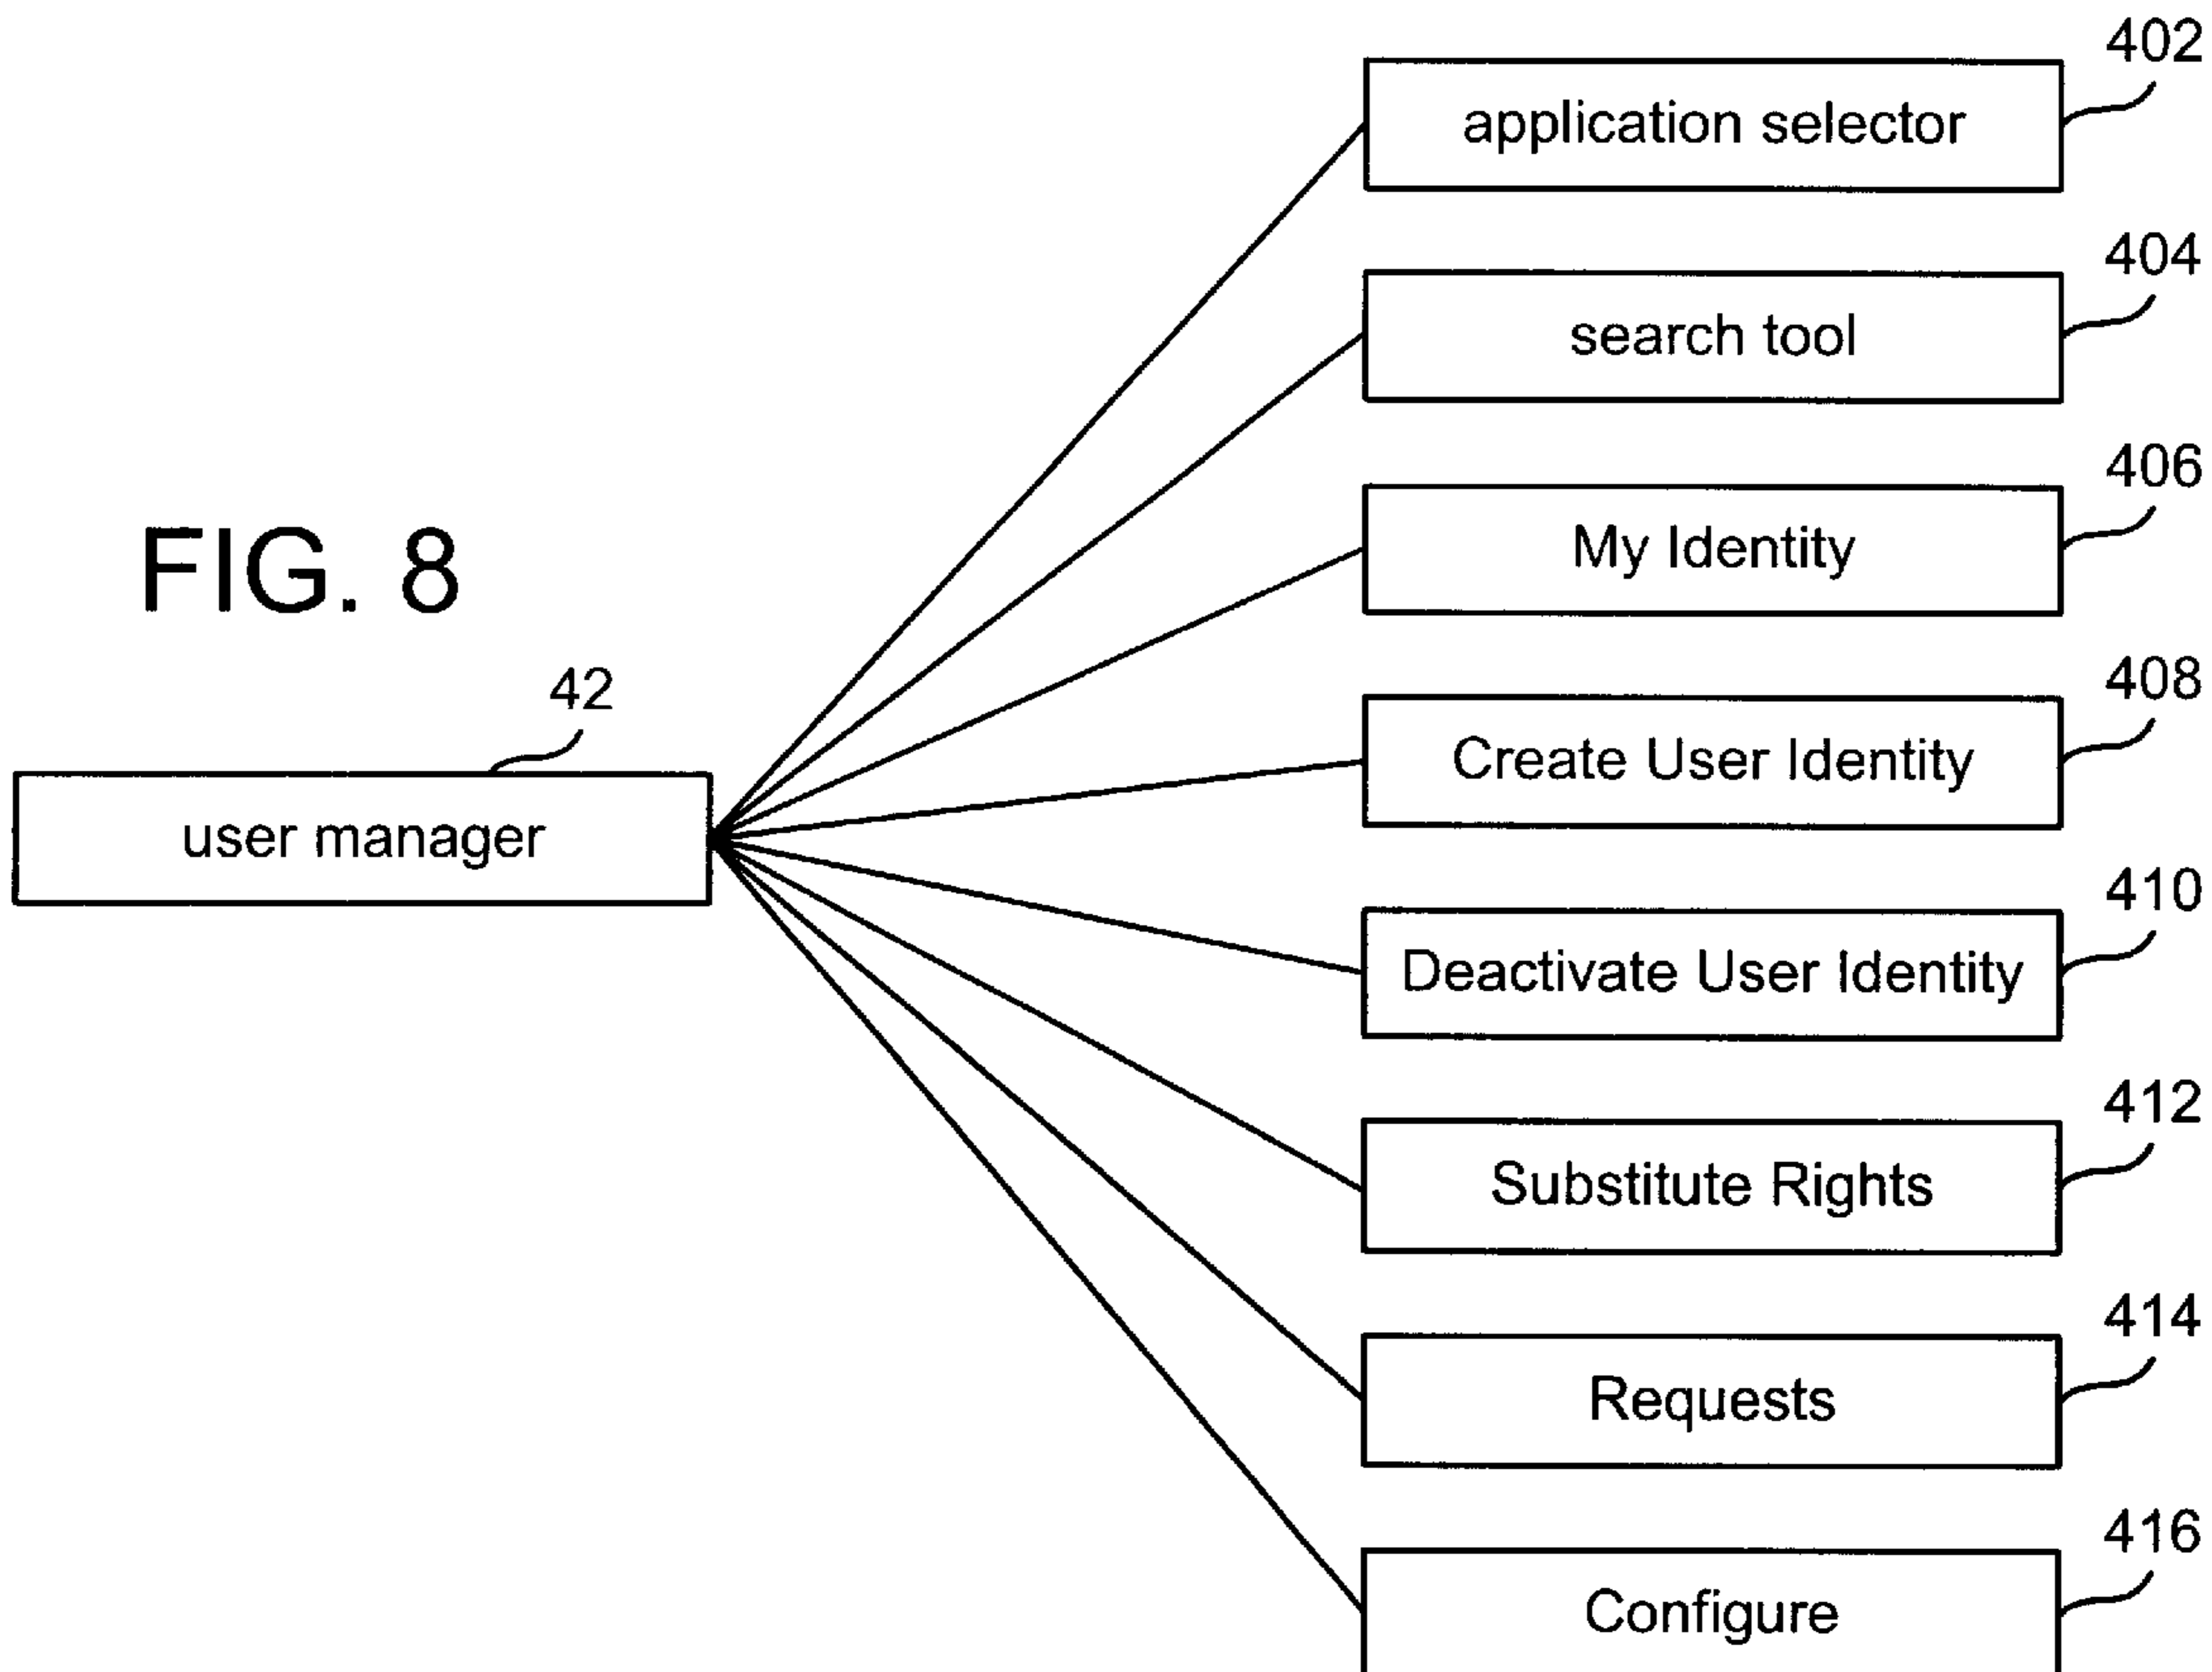 402
application selector
404
search tool
406
My Identity
FIG. 8
408
Create User Identity
42
user manager
410
Deactivate User Identity
412
Substitute Rights
414
Requests
416
Configure